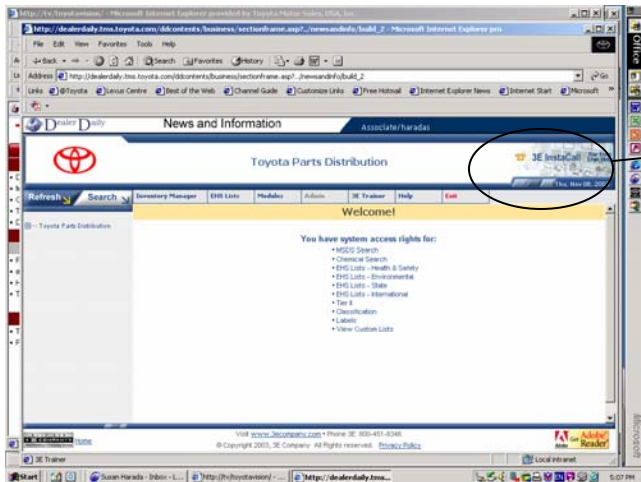 http://tv/toyotavision/ - Microsoft Internet Explorer provided by Toyota Motor Sales, USA, Inc.
http://dealerdaily.tms.toyota.com/ddcontents/business/sectionframe.asp?../newsandinfo/build_2 - Microsoft Internet Explorer pro
File Edit View Favorites Tools Help
Back Search Favorites History
Address http://dealerdaily.tms.toyota.com/ddcontents/business/sectionframe.asp?../newsandinfo/build_2 Go
Links @Toyota Lexus Centre Best of the Web Channel Guide Customize Links Free Hotmail Internet Explorer News Internet Start Microsoft
Office
Dealer Daily News and Information Associate/haradas
Toyota Parts Distribution
3E InstaCall
Refresh Search Inventory Manager EHS Lists Modules Admin 3E Trainer Help Exit
Welcome!
Toyota Parts Distribution
You have system access rights for:
• MSDS Search
• Chemical Search
• EHS Lists - Health & Safety
• EHS Lists - Environmental
• EHS Lists - State
• EHS Lists - International
• Tier II
• Classification
• Labels
• View Custom Lists
Visit www.3ecompany.com • Phone 3E 800-451-8346
© Copyright 2003, 3E Company All Rights reserved. Privacy Policy
Home
Get Adobe Reader
Adobe
Microsoft
3E Trainer Local intranet
Start Susan Harada - Inbox - L... http://tv/toyotavision/ - ... http://dealerdaily.tms... 5:07 PM